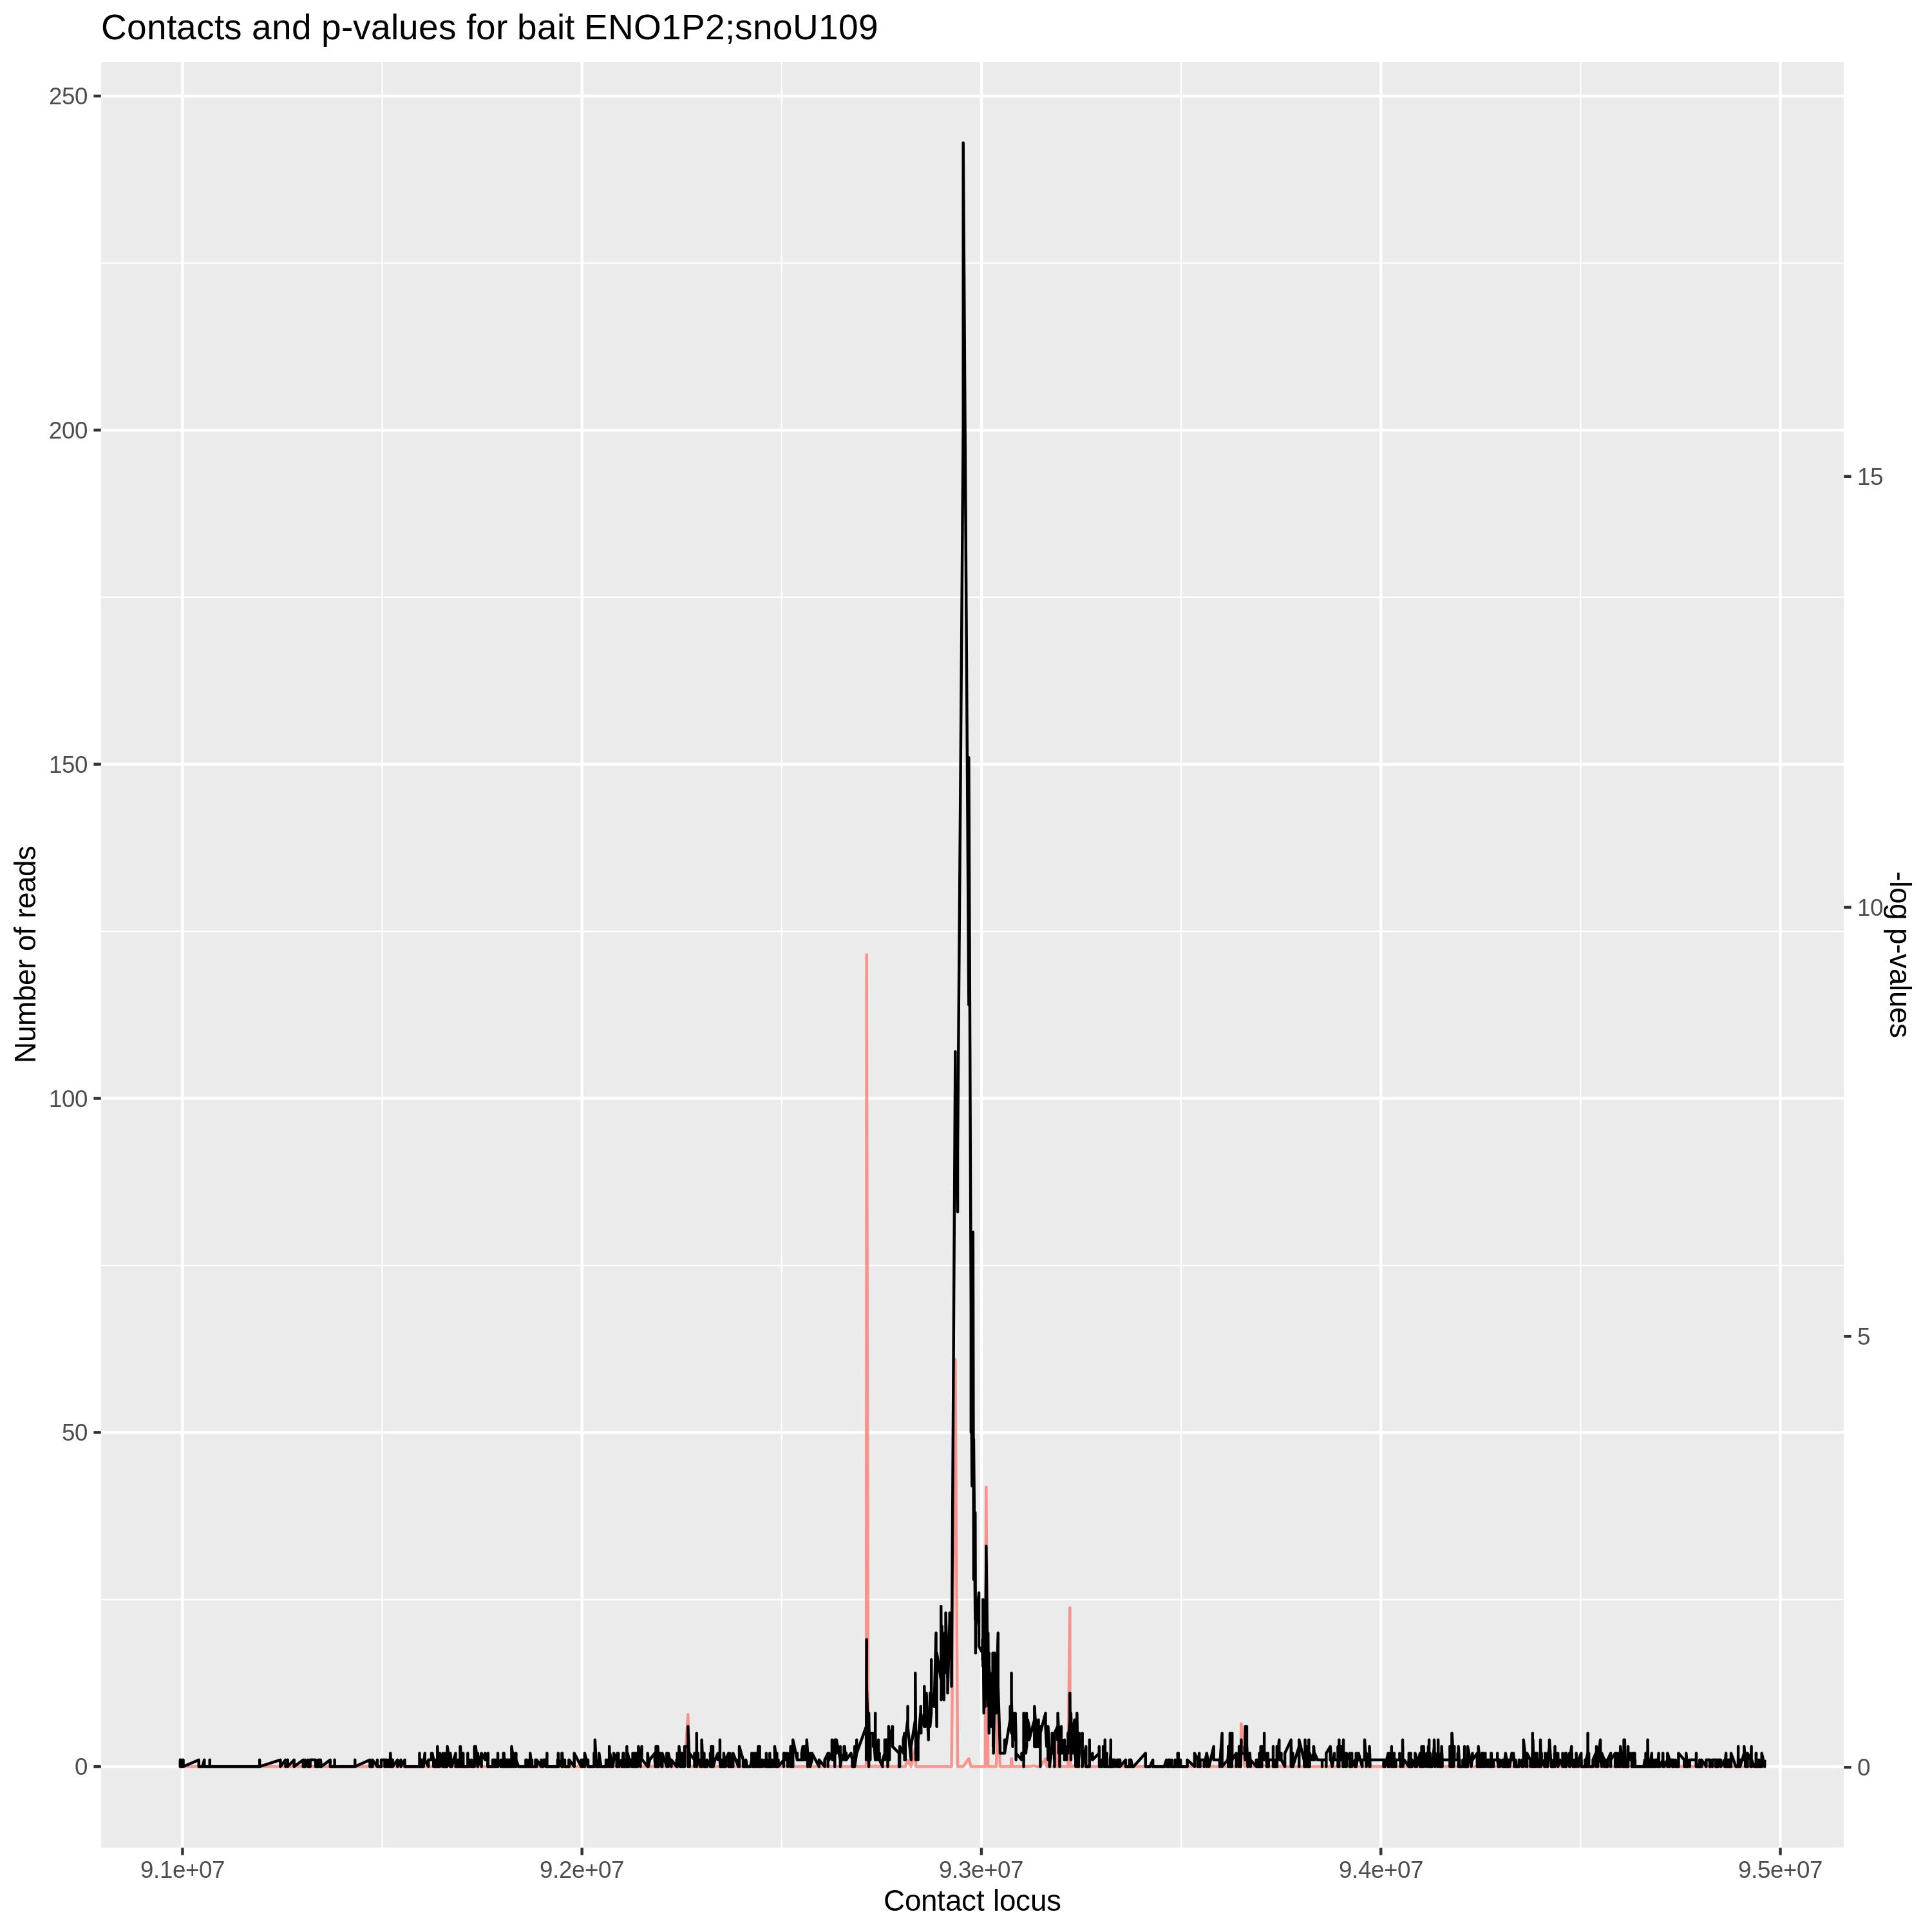 Contacts and p-values for bait ENO1P2;snoU109
250
200
150
100
50
0
Number of reads
15
10
5
0
-log p-values
9.1e+07
9.2e+07
9.3e+07
9.4e+07
9.5e+07
Contact locus